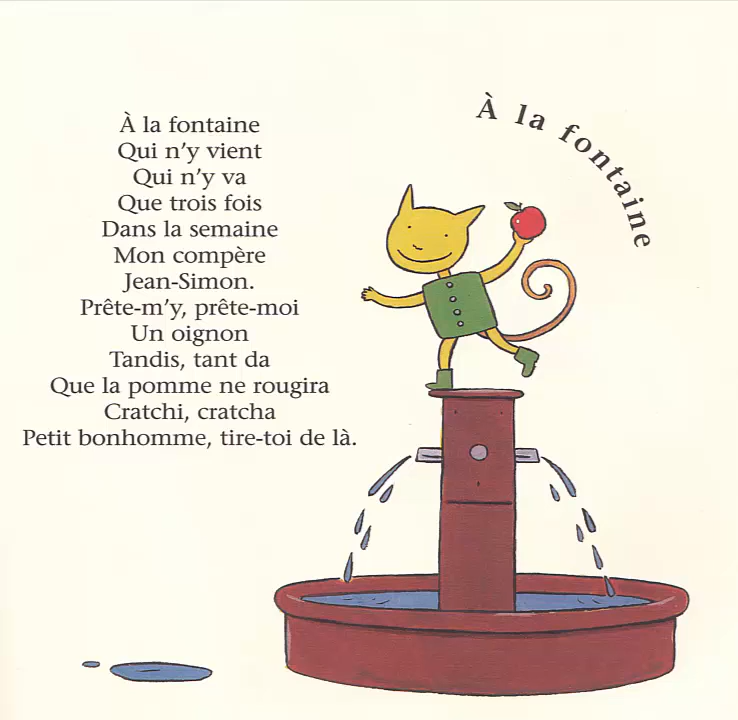 À la fontaine
À la fontaine
Qui n'y vient
Qui n'y va
Que trois fois
Dans la semaine
Mon compère
Jean-Simon.
Prête-m'y, prête-moi
Un oignon
Tandis, tant da
Que la pomme ne rougira
Cratchi, cratcha
Petit bonhomme, tire-toi de là.